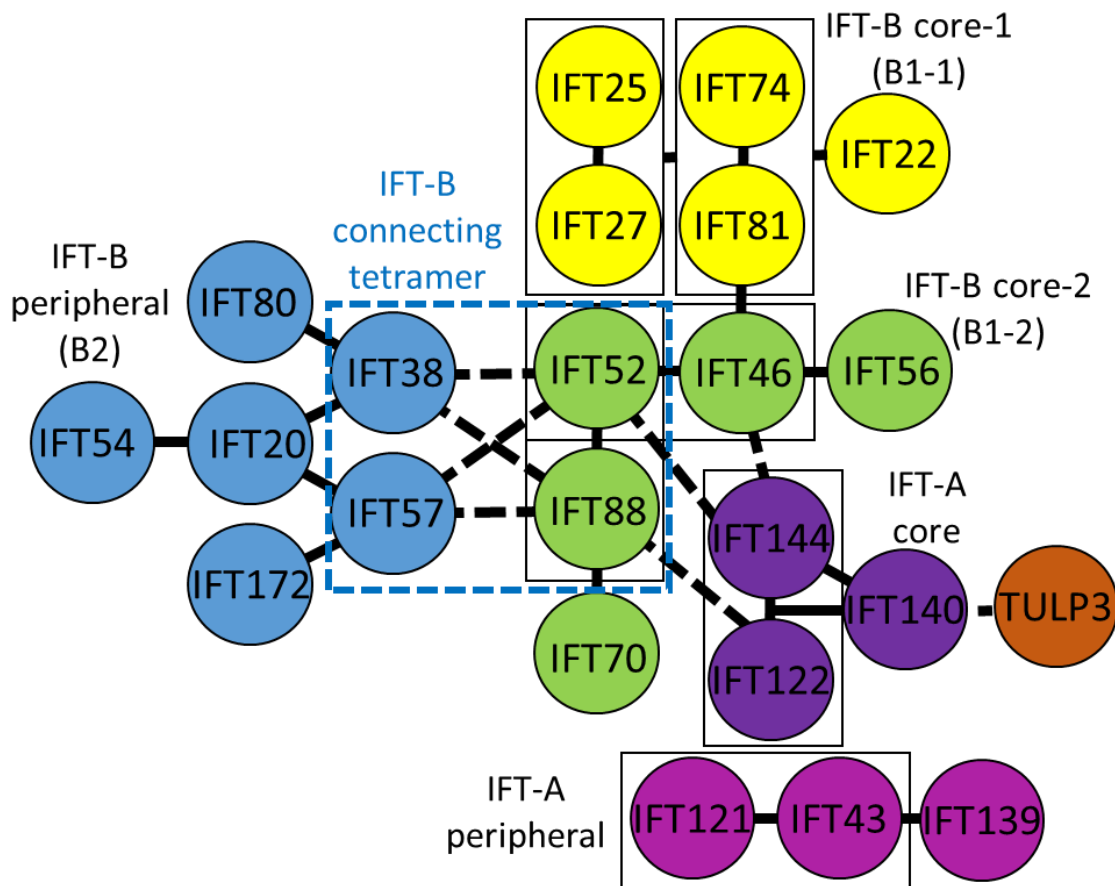 IFT-B core-1
(B1-1)
IFT25
IFT74
IFT22
IFT27
IFT81
IFT-B
connecting
tetramer
IFT-B
peripheral
(B2)
IFT80
IFT38
IFT52
IFT46
IFT56
IFT-B core-2
(B1-2)
IFT54
IFT20
IFT57
IFT88
IFT172
IFT70
IFT144
IFT-A
core
IFT140
TULP3
IFT122
IFT-A
peripheral
IFT121
IFT43
IFT139